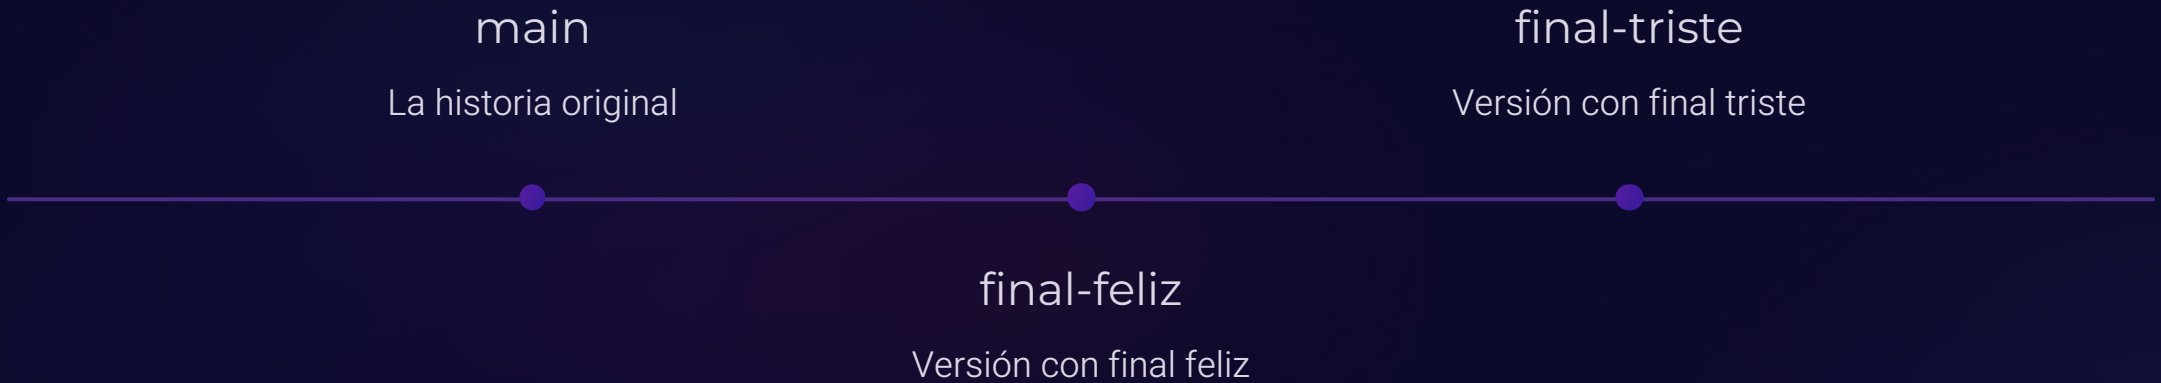 main
La historia original
final-feliz
Versión con final feliz
final-triste
Versión con final triste